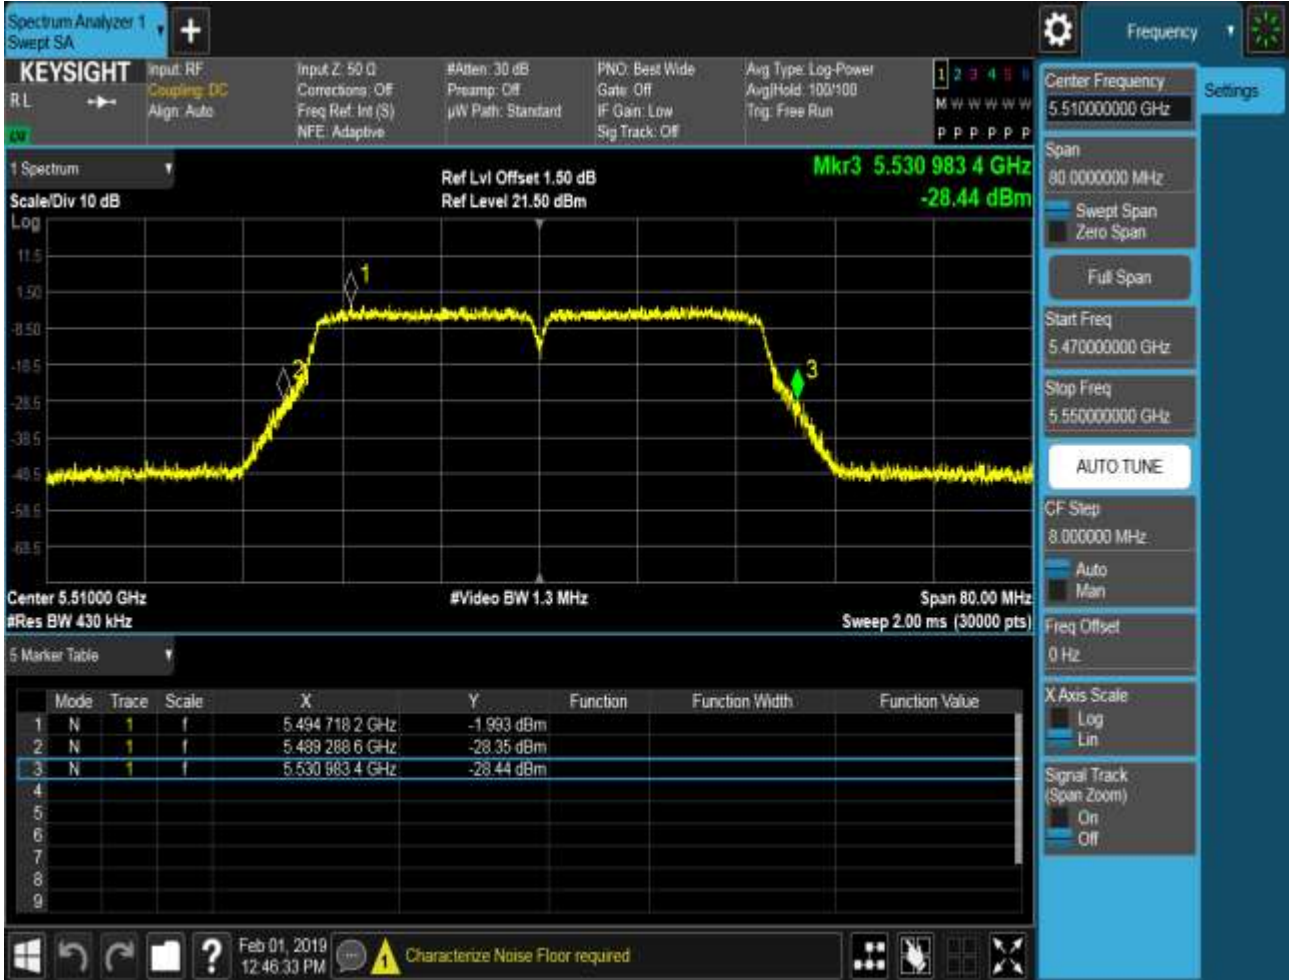 Spectrum Analyzer 1
Swept SA
Frequency
KEYSIGHT
RL
Input: RF
Coupling: DC
Align: Auto
Input Z: 50 Ω
Corrections: Off
Freq Ref: Int (S)
NFE: Adaptive
#Atten: 30 dB
Preamp: Off
µW Path: Standard
PNO: Best Wide
Gate: Off
IF Gain: Low
Sig Track: Off
Avg Type: Log-Power
Avg|Hold: 100/100
Trig: Free Run
1 2 3 4 5 6
M W W W W W
P P P P P P
Center Frequency
5.510000000 GHz
Settings
Span
80.0000000 MHz
Swept Span
Zero Span
Full Span
Start Freq
5.470000000 GHz
Stop Freq
5.550000000 GHz
AUTO TUNE
CF Step
8.000000 MHz
Auto
Man
Freq Offset
0 Hz
X Axis Scale
Log
Lin
Signal Track
(Span Zoom)
On
Off
1 Spectrum
Scale/Div 10 dB
Ref Lvl Offset 1.50 dB
Ref Level 21.50 dBm
Mkr3 5.530 983 4 GHz
-28.44 dBm
Log
11.5
1.50
-8.50
-18.5
-28.5
-38.5
-48.5
-58.5
-68.5
1
2
3
Center 5.51000 GHz
#Video BW 1.3 MHz
Span 80.00 MHz
#Res BW 430 kHz
Sweep 2.00 ms (30000 pts)
5 Marker Table
Mode Trace Scale X Y Function Function Width Function Value
1 N 1 f 5.494 718 2 GHz -1.993 dBm
2 N 1 f 5.489 288 6 GHz -28.35 dBm
3 N 1 f 5.530 983 4 GHz -28.44 dBm
4
5
6
7
8
9
?
Feb 01, 2019
12:46:33 PM
1
Characterize Noise Floor required